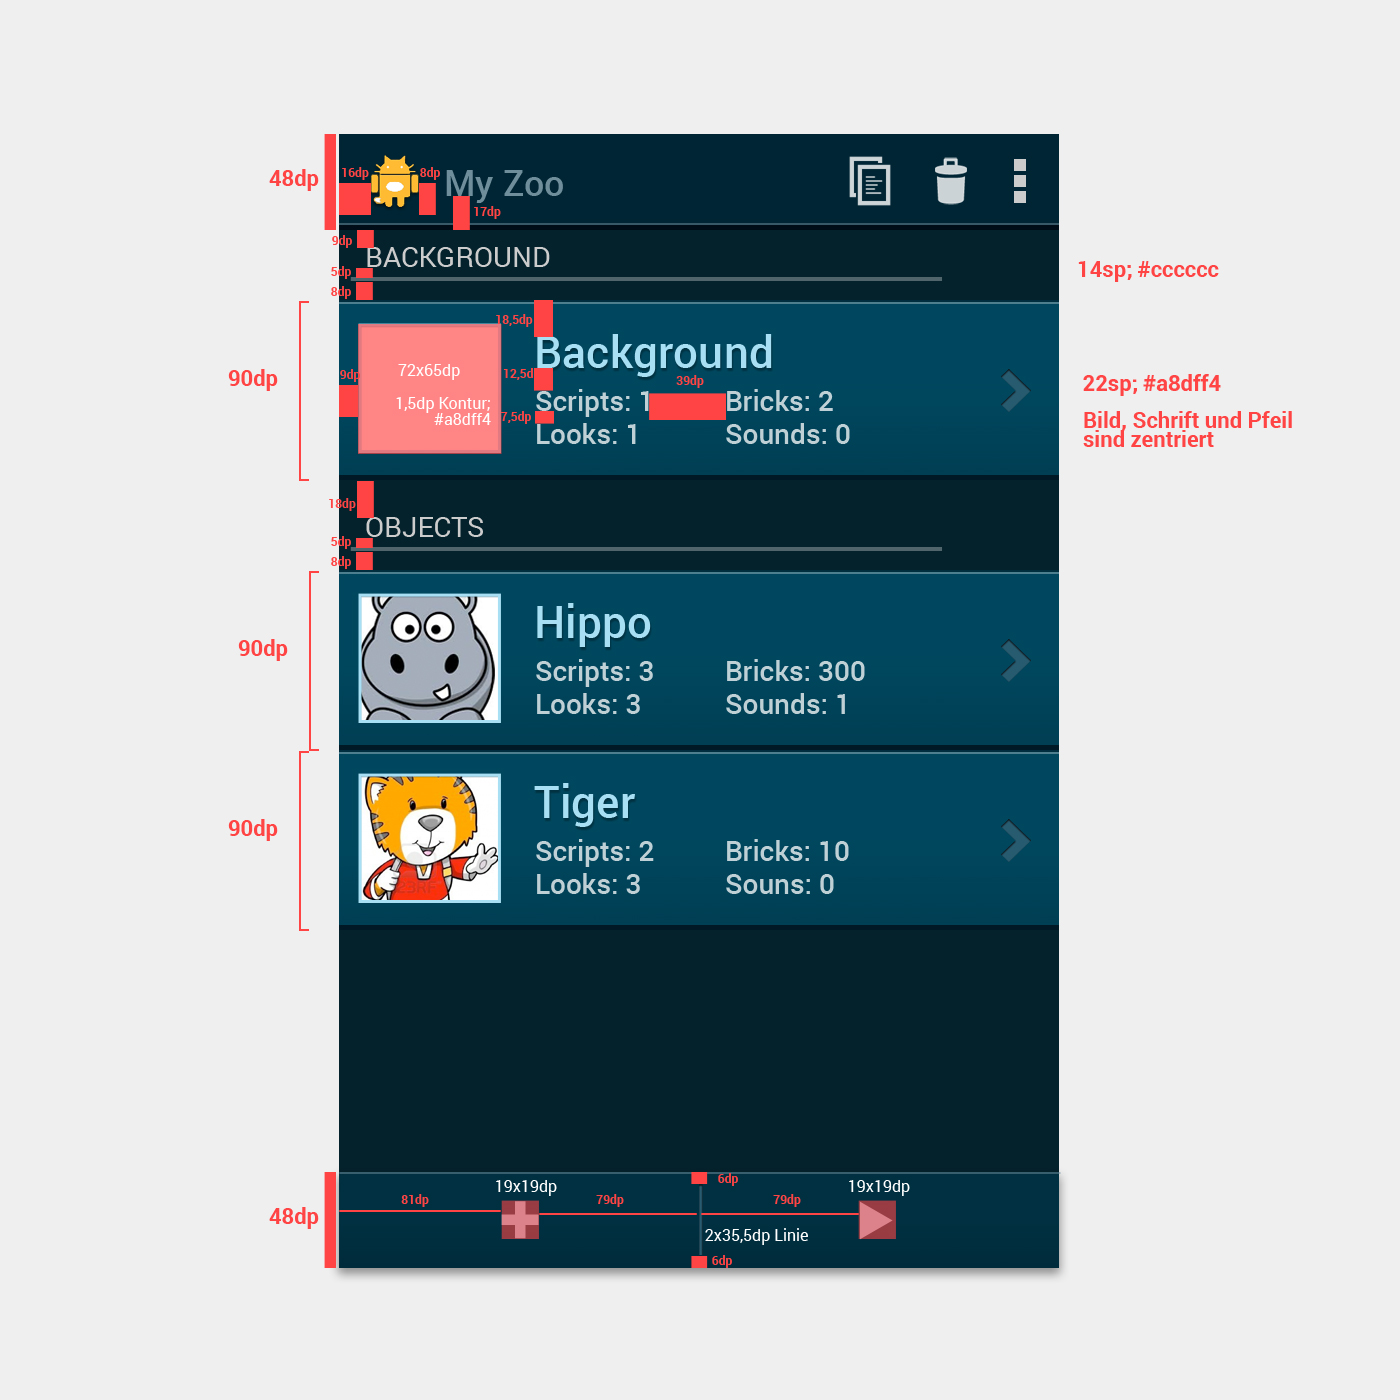 48dp
16dp
8dp
My Zoo
17dp
9dp
BACKGROUND
5dp
8dp
14sp; #cccccc
90dp
18,5dp
Background
9dp
72x65dp
1,5dp Kontur;
#a8dff4
12,5d
39dp
Scripts: 1
Bricks: 2
7,5dp
Looks: 1
Sounds: 0
22sp; #a8dff4
Bild, Schrift und Pfeil
sind zentriert
18dp
OBJECTS
5dp
8dp
90dp
Hippo
Scripts: 3
Bricks: 300
Looks: 3
Sounds: 1
90dp
Tiger
Scripts: 2
Bricks: 10
Looks: 3
Souns: 0
48dp
81dp
19x19dp
79dp
6dp
79dp
19x19dp
2x35,5dp Linie
6dp